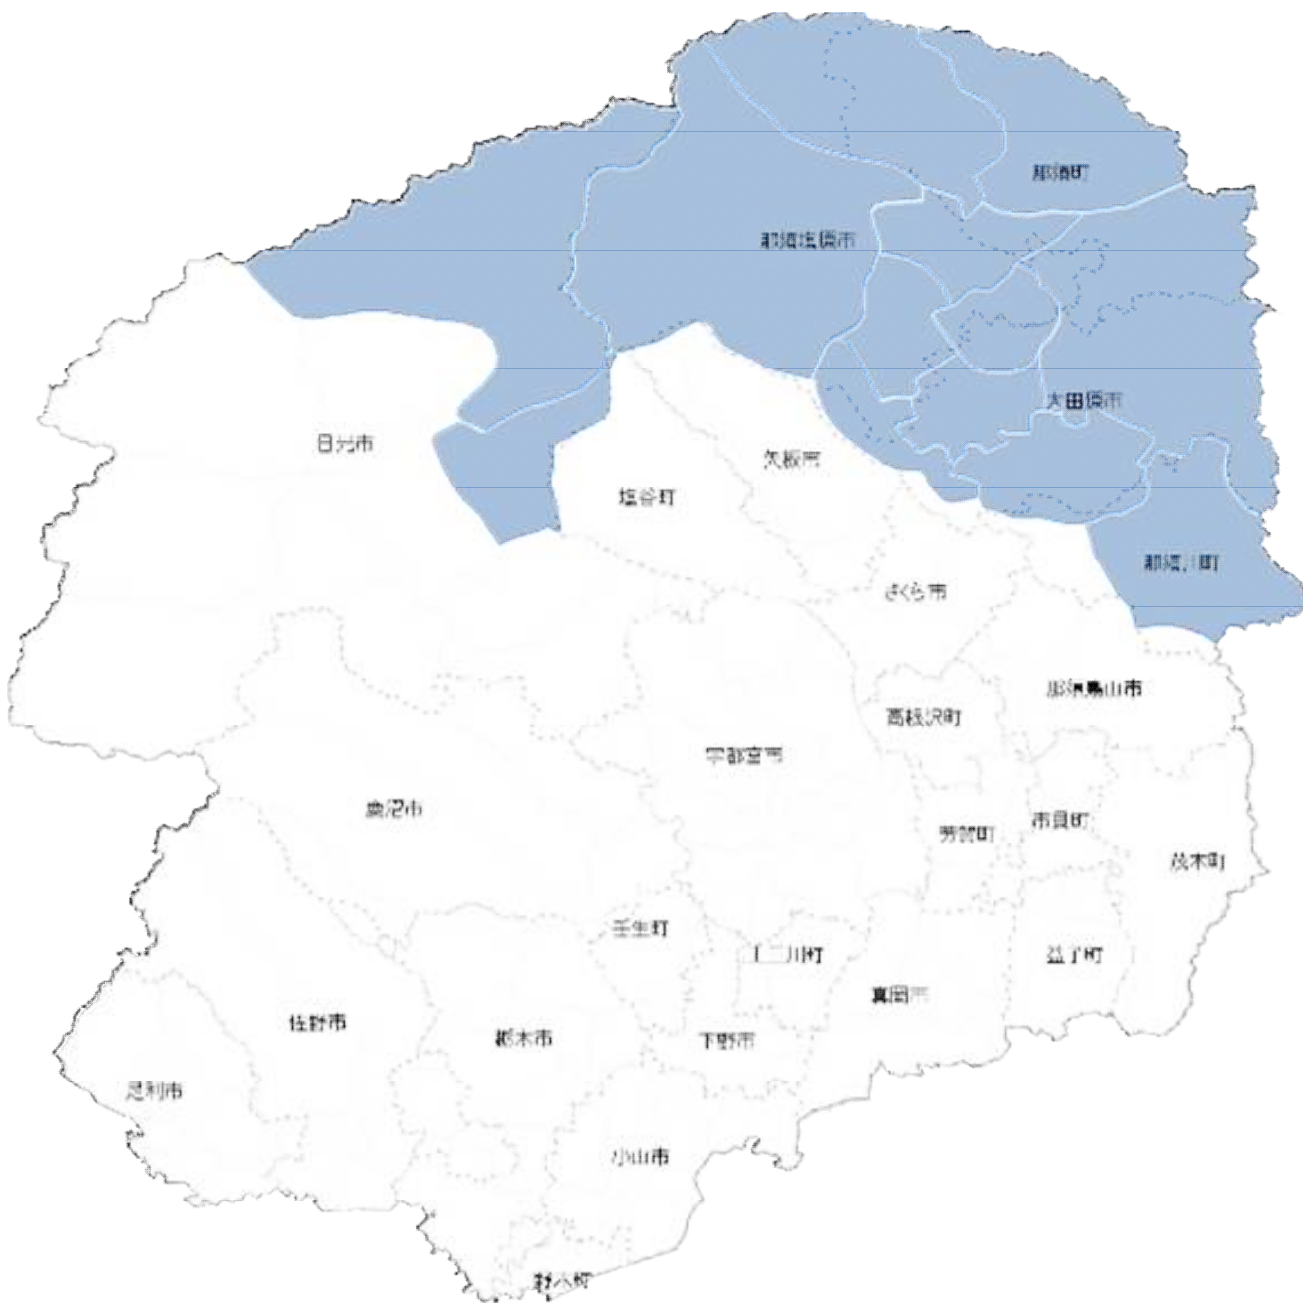 那須町
那須塩原市
大田原市
日光市
矢板市
塩谷町
那須川町
さくら市
那須烏山市
高根沢町
宇都宮市
鹿沼市
市貝町
芳賀町
茂木町
壬生町
上三川町
益子町
真岡市
佐野市
栃木市
下野市
足利市
小山市
野木町